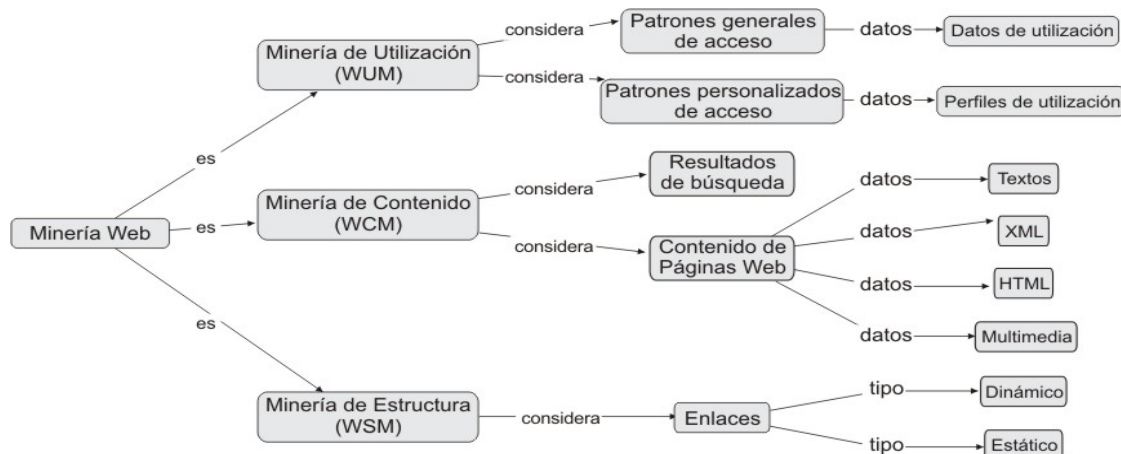 Minería Web
es
es
es
Minería de Utilización
(WUM)
considera
considera
Patrones generales
de acceso
datos
Datos de utilización
Patrones personalizados
de acceso
datos
Perfiles de utilización
Minería de Contenido
(WCM)
considera
considera
Resultados
de búsqueda
Contenido de
Páginas Web
datos
Textos
datos
XML
datos
HTML
datos
Multimedia
Minería de Estructura
(WSM)
considera
Enlaces
tipo
Dinámico
tipo
Estático